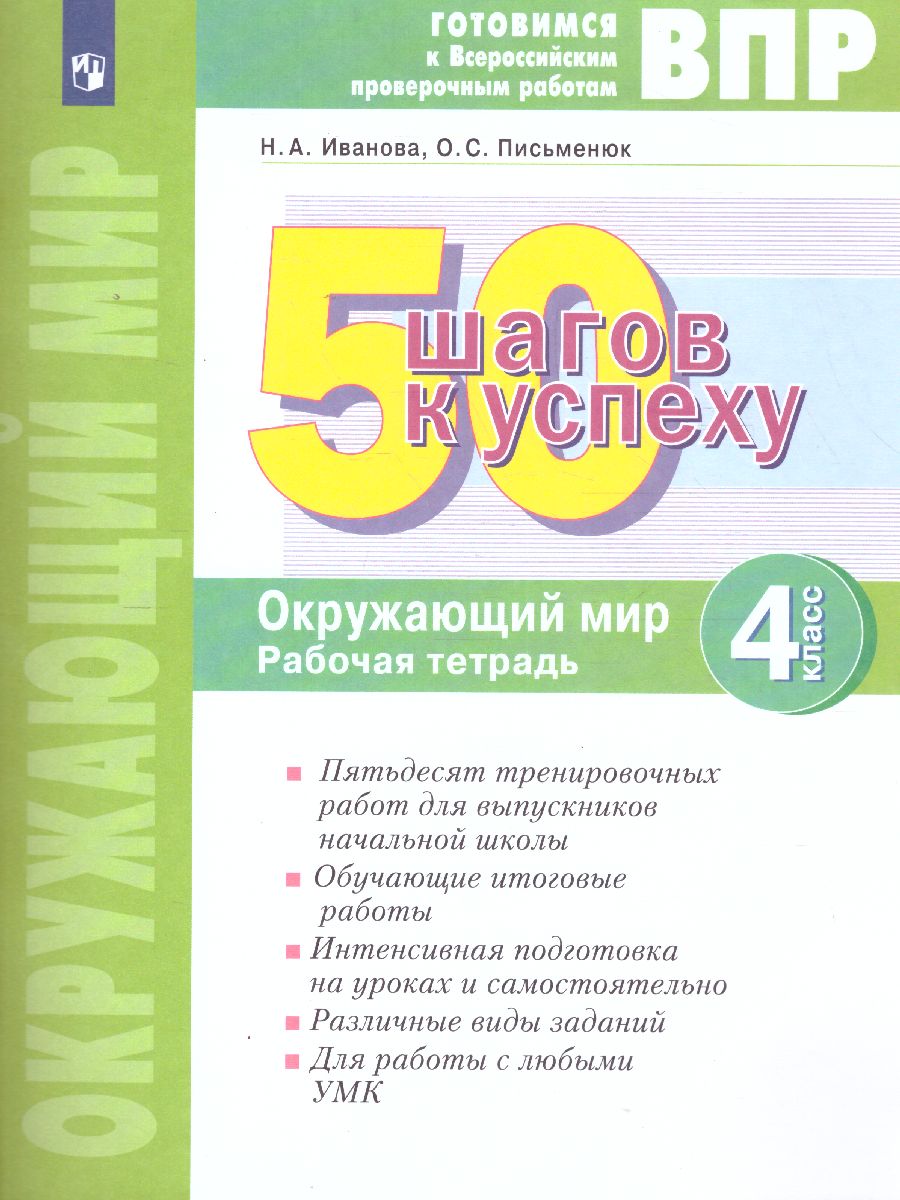 ИП
ГОТОВИМСЯ
к Всероссийским
проверочным работам
ВПР
Н. А. Иванова, О. С. Письменюк
50
шагов
к успеху
Окружающий мир
Рабочая тетрадь
4
класс
Пятьдесят тренировочных
работ для выпускников
начальной школы
Обучающие итоговые
работы
Интенсивная подготовка
на уроках и самостоятельно
Различные виды заданий
Для работы с любыми
УМК
ОКРУЖАЮЩИЙ МИР